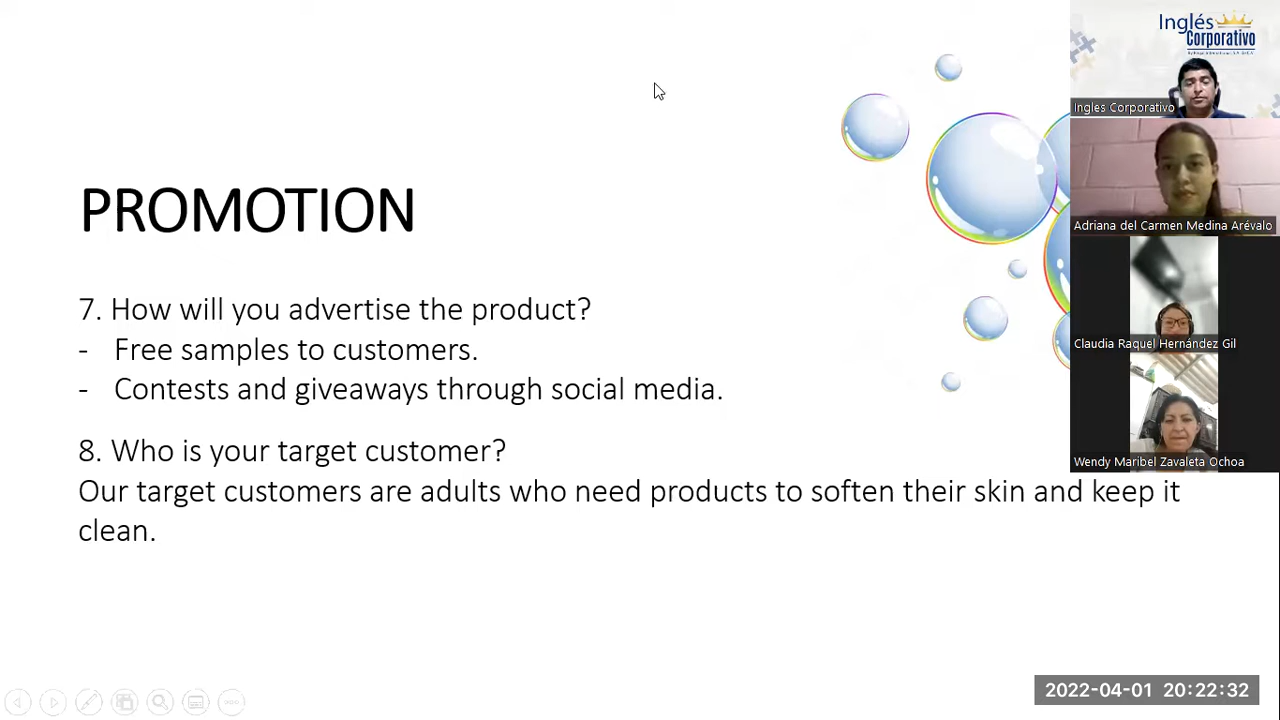 PROMOTION
7. How will you advertise the product?
- Free samples to customers.
- Contests and giveaways through social media.
8. Who is your target customer?
Our target customers are adults who need products to soften their skin and keep it
clean.
Inglés
Corporativo
Ingles Corporativo
Adriana del Carmen Medina Arévalo
Claudia Raquel Hernández Gil
Wendy Maribel Zavaleta Ochoa
2022-04-01 20:22:32